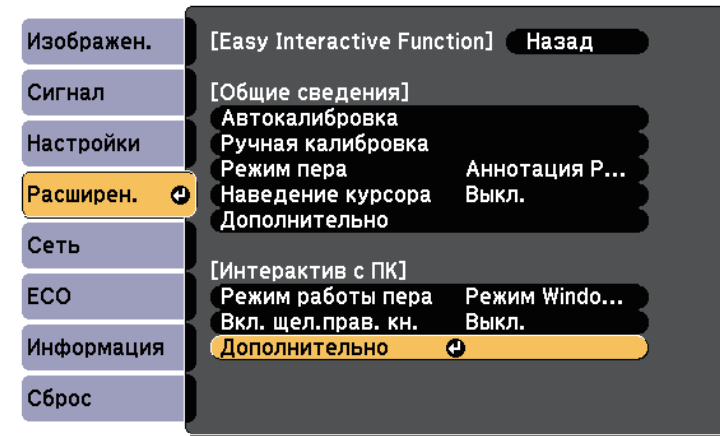 Изображен.
Сигнал
Настройки
Расширен.
Сеть
ECO
Информация
Сброс
[Easy Interactive Function] Назад
[Общие сведения]
Автокалибровка
Ручная калибровка
Режим пера Аннотация P...
Наведение курсора Выкл.
Дополнительно
[Интерактив с ПК]
Режим работы пера Режим Windo...
Вкл. щел.прав. кн. Выкл.
Дополнительно